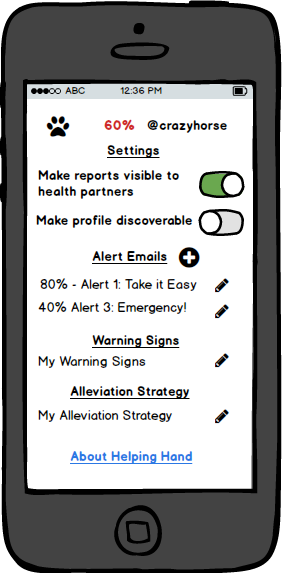 ABC 12:36 PM
60% @crazyhorse
Settings
Make reports visible to
health partners
Make profile discoverable
Alert Emails
80% - Alert 1: Take it Easy
40% Alert 3: Emergency!
Warning Signs
My Warning Signs
Alleviation Strategy
My Alleviation Strategy
About Helping Hand